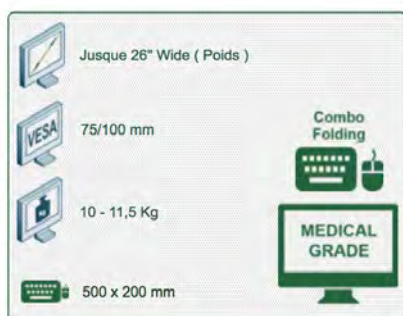 Jusque 26" Wide ( Poids )
VESA
75/100 mm
Combo
Folding
10 - 11,5 Kg
MEDICAL
GRADE
500 x 200 mm